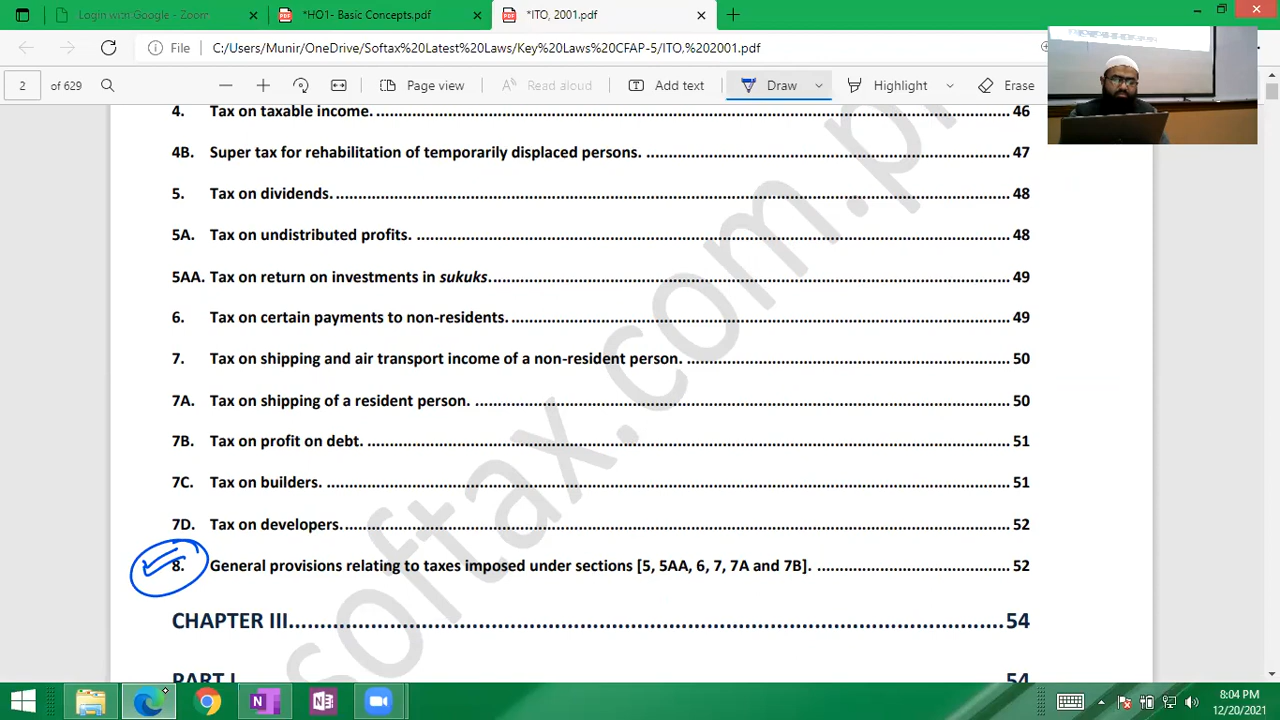 Login with Google - Zoom
*HO1- Basic Concepts.pdf
*ITO, 2001.pdf
File C:/Users/Munir/OneDrive/Softax%20Latest%20Laws/Key%20Laws%20CFAP-5/ITO,%202001.pdf
2 of 629 Page view Read aloud Add text Draw Highlight Erase
4. Tax on taxable income. 46
4B. Super tax for rehabilitation of temporarily displaced persons. 47
5. Tax on dividends. 48
5A. Tax on undistributed profits. 48
5AA. Tax on return on investments in sukuks. 49
6. Tax on certain payments to non-residents. 49
7. Tax on shipping and air transport income of a non-resident person. 50
7A. Tax on shipping of a resident person. 50
7B. Tax on profit on debt. 51
7C. Tax on builders. 51
7D. Tax on developers. 52
8. General provisions relating to taxes imposed under sections [5, 5AA, 6, 7, 7A and 7B]. 52
CHAPTER III 54
PART I 54
softax.com.p
8:04 PM
12/20/2021